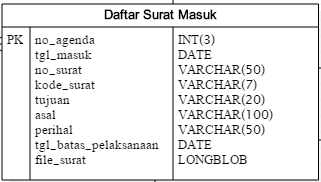 Daftar Surat Masuk
PK no_agenda INT(3)
tgl_masuk DATE
no_surat VARCHAR(50)
kode_surat VARCHAR(7)
tujuan VARCHAR(20)
asal VARCHAR(100)
perihal VARCHAR(50)
tgl_batas_pelaksanaan DATE
file_surat LONGBLOB